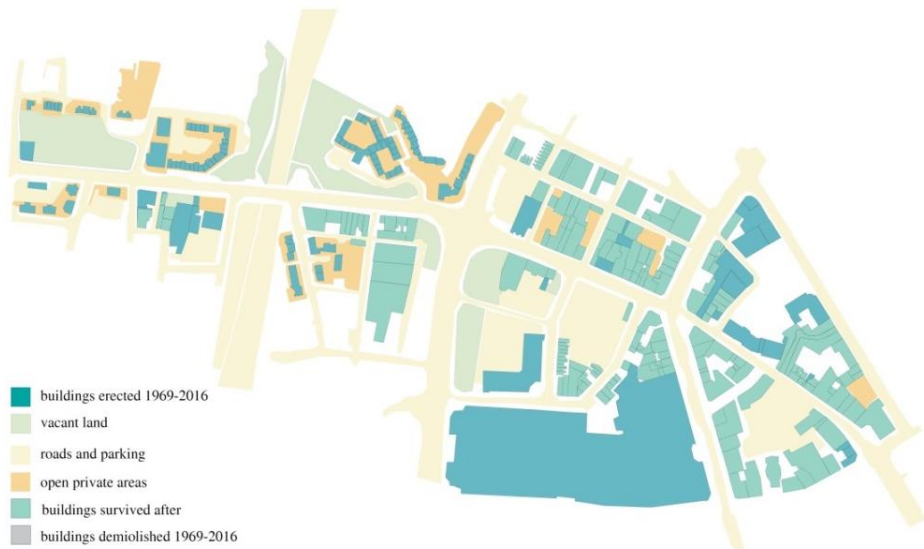 buildings erected 1969-2016
vacant land
roads and parking
open private areas
buildings survived after
buildings demiolished 1969-2016